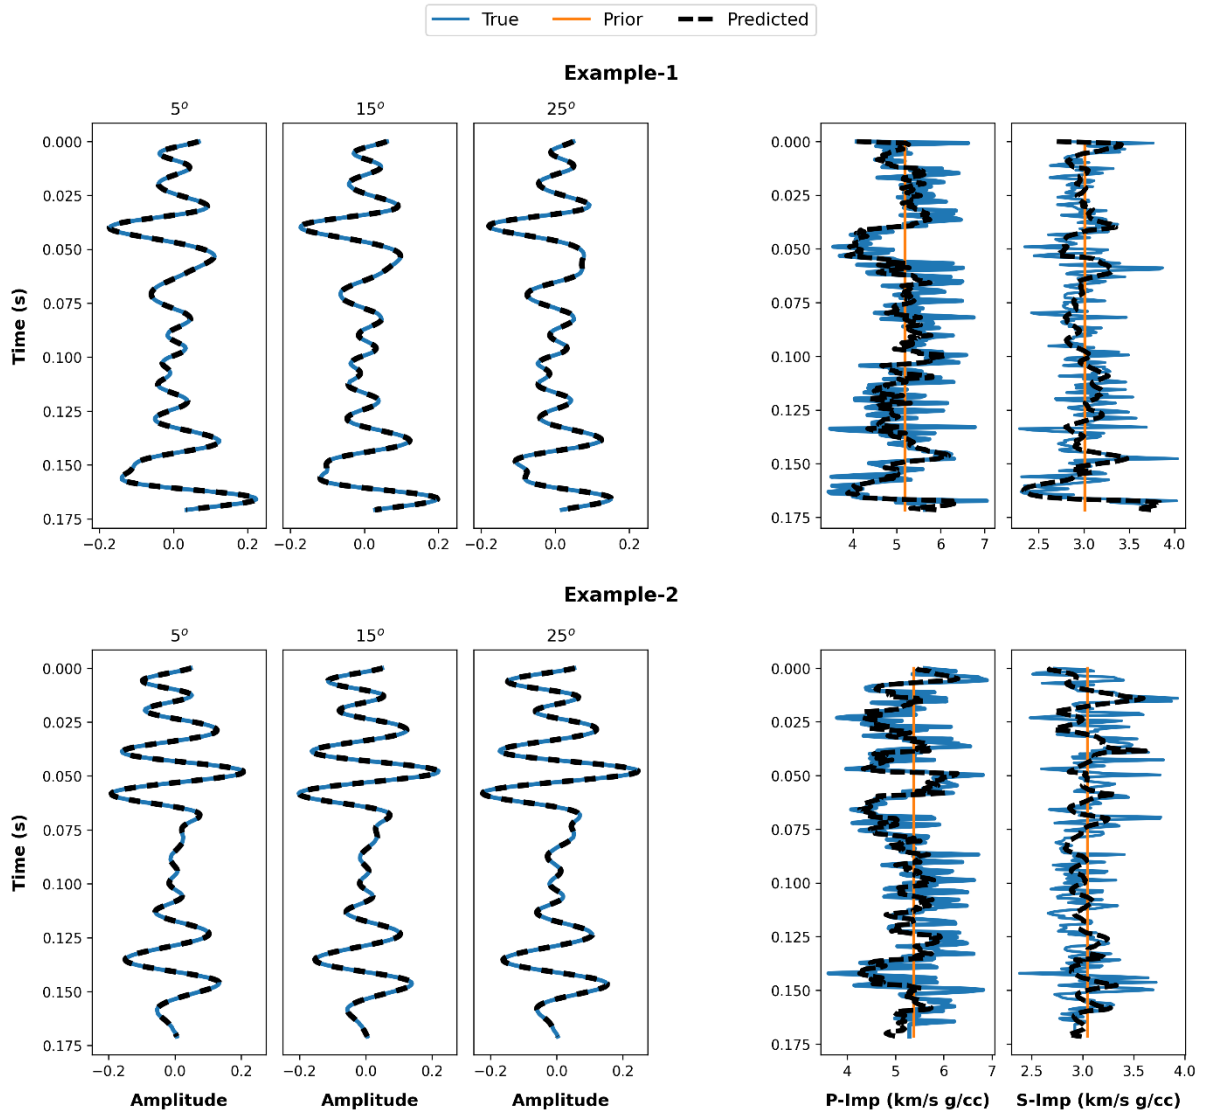 True Prior Predicted
Example-1
5° 15° 25°
0.000 0.000
0.025 0.025
0.050 0.050
0.075 0.075
0.100 0.100
0.125 0.125
0.150 0.150
0.175 0.175
Time (s)
−0.2 0.0 0.2 −0.2 0.0 0.2 −0.2 0.0 0.2 4 5 6 7 2.5 3.0 3.5 4.0
Example-2
5° 15° 25°
0.000 0.000
0.025 0.025
0.050 0.050
0.075 0.075
0.100 0.100
0.125 0.125
0.150 0.150
0.175 0.175
Time (s)
−0.2 0.0 0.2 −0.2 0.0 0.2 −0.2 0.0 0.2 4 5 6 7 2.5 3.0 3.5 4.0
Amplitude Amplitude Amplitude P-Imp (km/s g/cc) S-Imp (km/s g/cc)